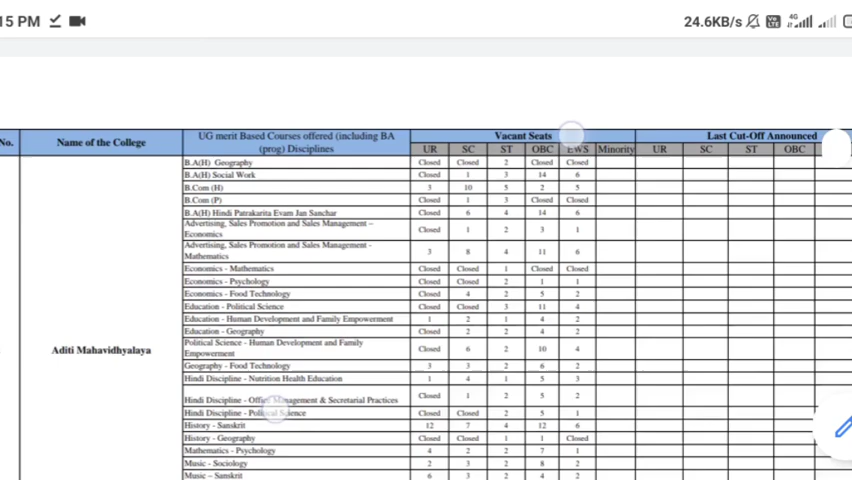 15 PM 24.6KB/s Vo LTE 4G
No. Name of the College UG merit Based Courses offered (including BA (prog) Disciplines Vacant Seats Last Cut-Off Announced
UR SC ST OBC EWS Minority UR SC ST OBC
B.A(H) Geography Closed Closed 2 Closed Closed
B.A(H) Social Work Closed 1 3 14 6
B.Com (H) 3 10 5 2 5
B.Com (P) Closed 1 3 Closed Closed
B.A(H) Hindi Patrakarita Evam Jan Sanchar Closed 6 4 14 6
Advertising, Sales Promotion and Sales Management –
Economics Closed 1 2 3 1
Advertising, Sales Promotion and Sales Management -
Mathematics 3 8 4 11 6
Economics - Mathematics Closed Closed 1 Closed Closed
Economics - Psychology Closed Closed 2 1 1
Economics - Food Technology Closed 4 2 5 2
Education - Political Science Closed Closed 3 11 4
Education - Human Development and Family Empowerment 1 2 1 4 2
Education - Geography Closed 2 2 4 2
Political Science - Human Development and Family
Empowerment Closed 6 2 10 4
Aditi Mahavidhyalaya
Geography - Food Technology 3 3 2 6 2
Hindi Discipline - Nutrition Health Education 1 4 1 5 3
Hindi Discipline - Office Management & Secretarial Practices Closed 1 2 5 2
Hindi Discipline - Political Science Closed Closed 2 5 1
History - Sanskrit 12 7 4 12 6
History - Geography Closed Closed 1 1 Closed
Mathematics - Psychology 4 2 2 7 1
Music - Sociology 2 3 2 8 2
Music – Sanskrit 6 3 2 4 2